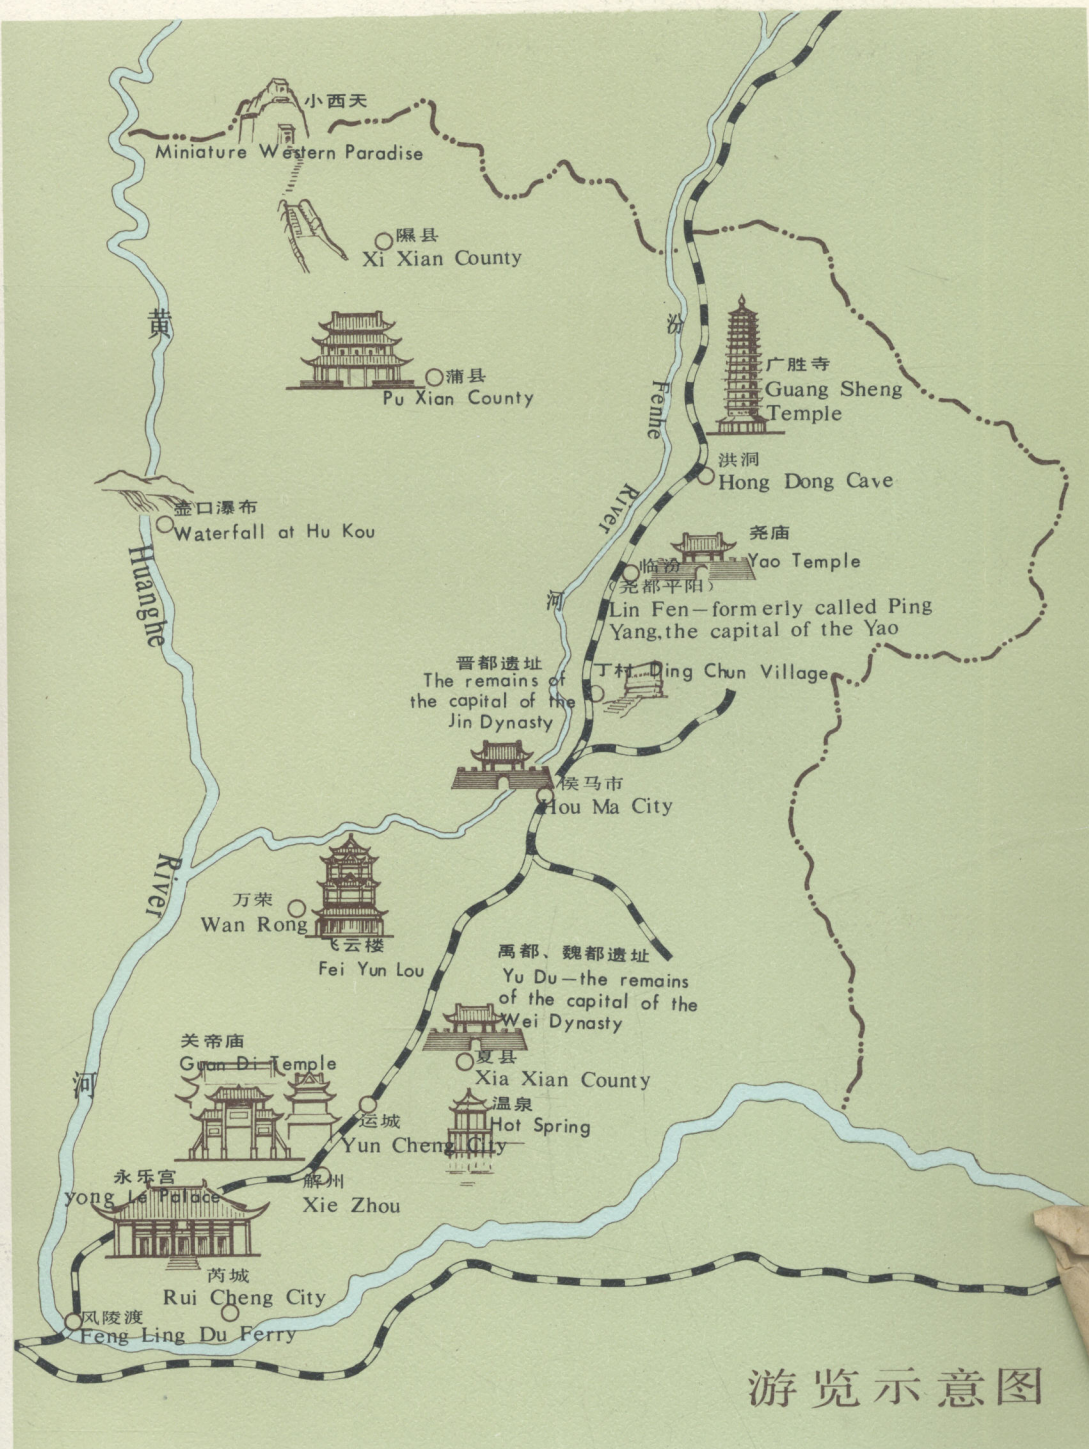 小西天
Miniature Western Paradise
隰县
Xi Xian County
黄
汾
蒲县
Pu Xian County
广胜寺
Guang Sheng
Temple
Fenhe
洪洞
Hong Dong Cave
壶口瀑布
Waterfall at Hu Kou
River
尧庙
Yao Temple
临汾
(尧都平阳)
Lin Fen—formerly called Ping
Yang,the capital of the Yao
Huanghe
河
晋都遗址
The remains of
the capital of the
Jin Dynasty
丁村 Ding Chun Village
侯马市
Hou Ma City
River
万荣
Wan Rong
飞云楼
Fei Yun Lou
禹都、魏都遗址
Yu Du—the remains
of the capital of the
Wei Dynasty
夏县
Xia Xian County
关帝庙
Guan Di Temple
河
温泉
Hot Spring
运城
Yun Cheng City
永乐宫
yong Le Palace
解州
Xie Zhou
芮城
Rui Cheng City
风陵渡
Feng Ling Du Ferry
游览示意图